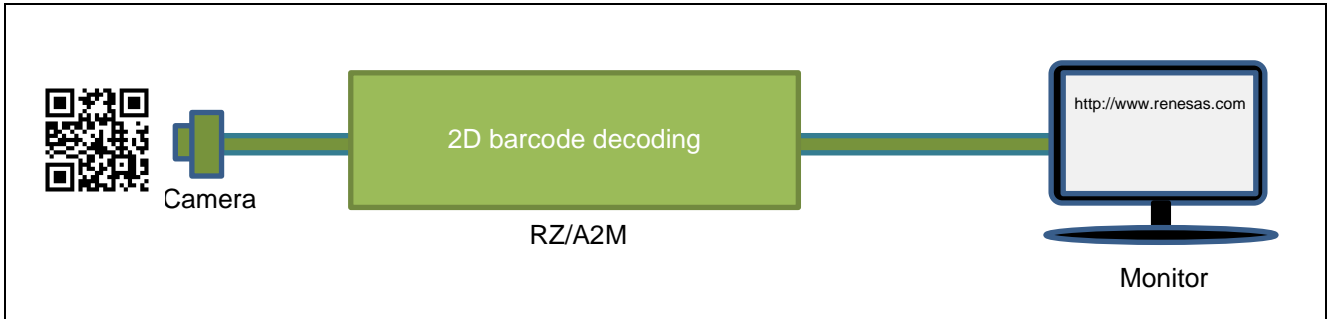 http://www.renesas.com
2D barcode decoding
Camera
RZ/A2M
Monitor